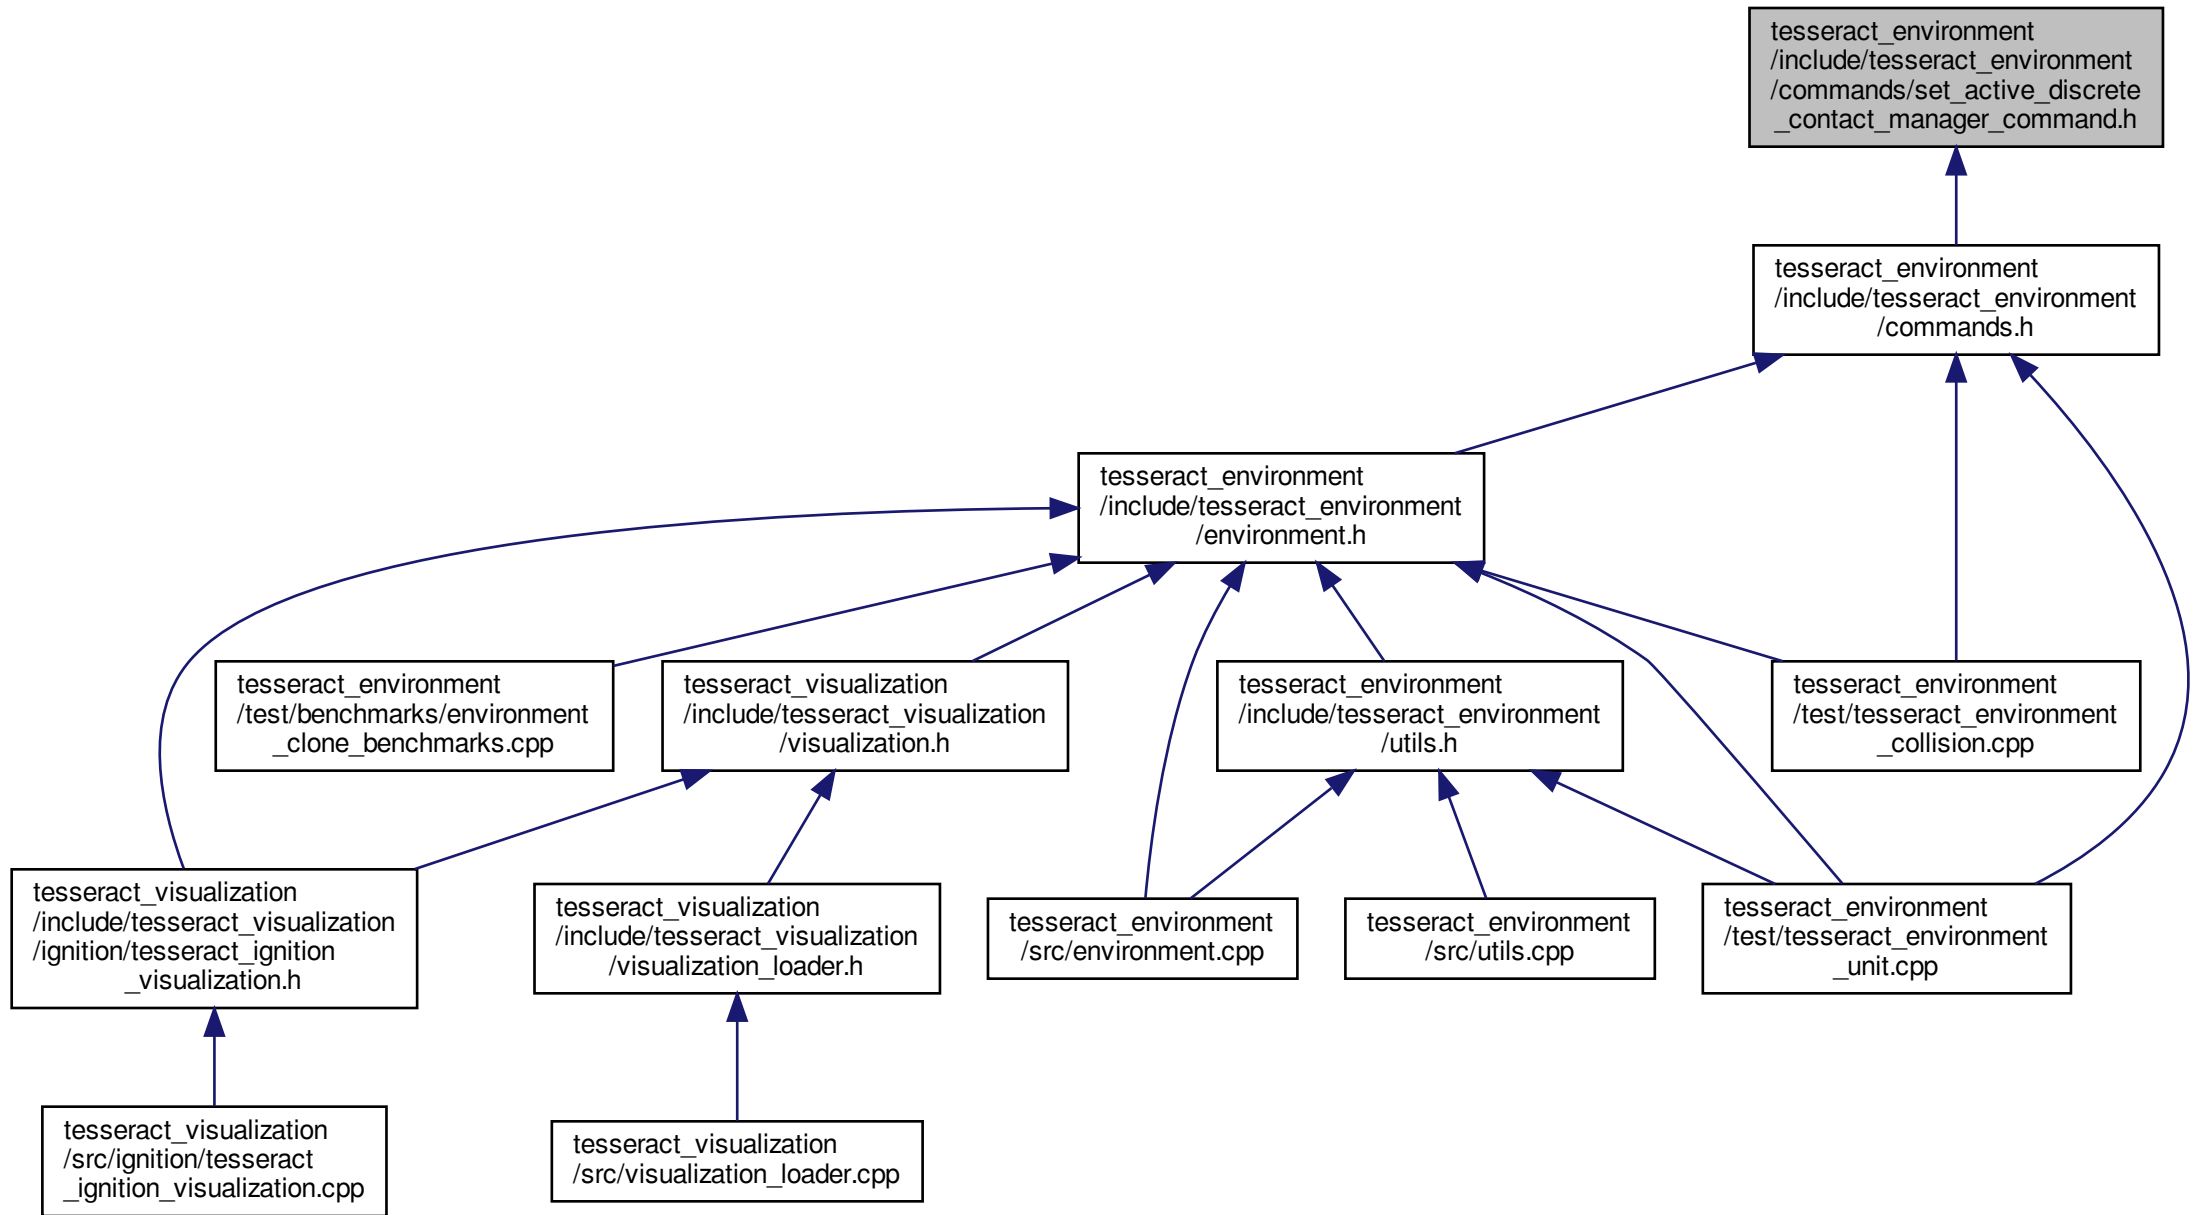 tesseract_environment
/include/tesseract_environment
/commands/set_active_discrete
_contact_manager_command.h
tesseract_environment
/include/tesseract_environment
/commands.h
tesseract_environment
/include/tesseract_environment
/environment.h
tesseract_environment
/test/benchmarks/environment
_clone_benchmarks.cpp
tesseract_visualization
/include/tesseract_visualization
/visualization.h
tesseract_environment
/include/tesseract_environment
/utils.h
tesseract_environment
/test/tesseract_environment
_collision.cpp
tesseract_visualization
/include/tesseract_visualization
/ignition/tesseract_ignition
_visualization.h
tesseract_visualization
/include/tesseract_visualization
/visualization_loader.h
tesseract_environment
/src/environment.cpp
tesseract_environment
/src/utils.cpp
tesseract_environment
/test/tesseract_environment
_unit.cpp
tesseract_visualization
/src/ignition/tesseract
_ignition_visualization.cpp
tesseract_visualization
/src/visualization_loader.cpp